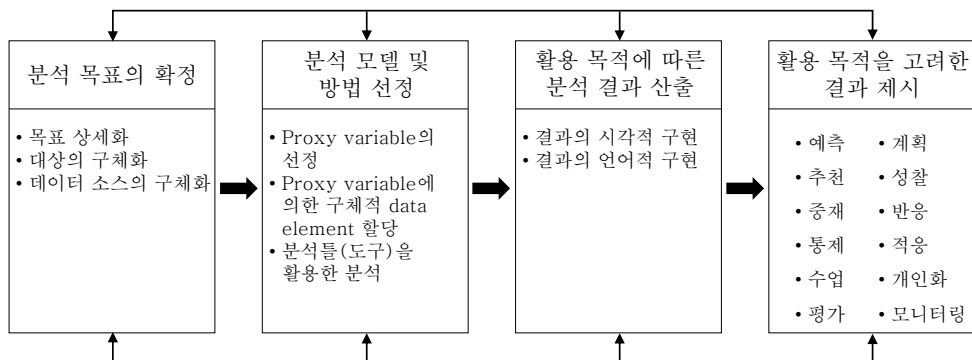 분석 목표의 확정
• 목표 상세화
• 대상의 구체화
• 데이터 소스의 구체화
분석 모델 및
방법 선정
• Proxy variable의
선정
• Proxy variable에
의한 구체적 data
element 할당
• 분석틀(도구)을
활용한 분석
활용 목적에 따른
분석 결과 산출
• 결과의 시각적 구현
• 결과의 언어적 구현
활용 목적을 고려한
결과 제시
• 예측 • 계획
• 추천 • 성찰
• 중재 • 반응
• 통제 • 적응
• 수업 • 개인화
• 평가 • 모니터링